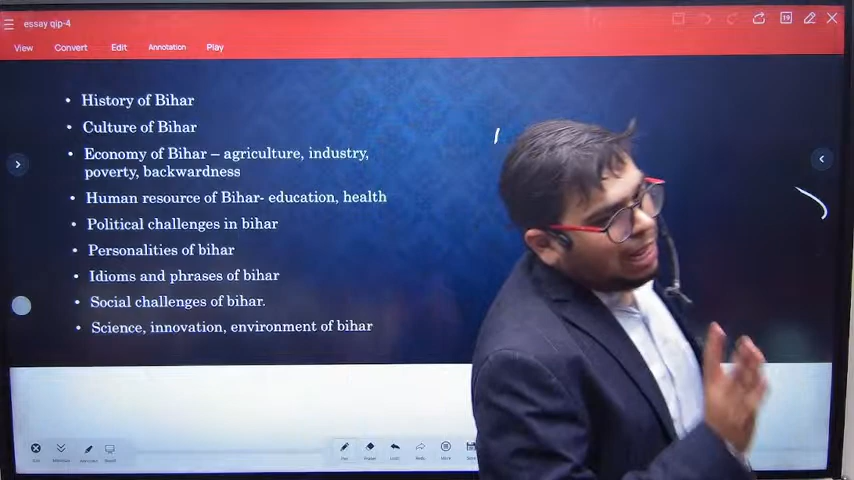 essay qip-4
View Convert Edit Annotation Play
• History of Bihar
• Culture of Bihar
• Economy of Bihar – agriculture, industry,
poverty, backwardness
• Human resource of Bihar- education, health
• Political challenges in bihar
• Personalities of bihar
• Idioms and phrases of bihar
• Social challenges of bihar.
• Science, innovation, environment of bihar